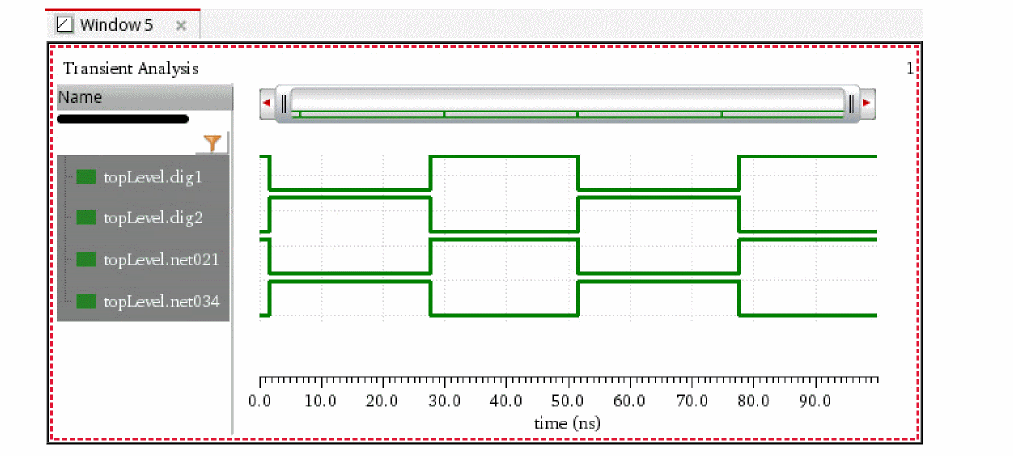 Window 5
Transient Analysis 1
Name
topLevel.dig1
topLevel.dig2
topLevel.net021
topLevel.net034
0.0 10.0 20.0 30.0 40.0 50.0 60.0 70.0 80.0 90.0
time (ns)